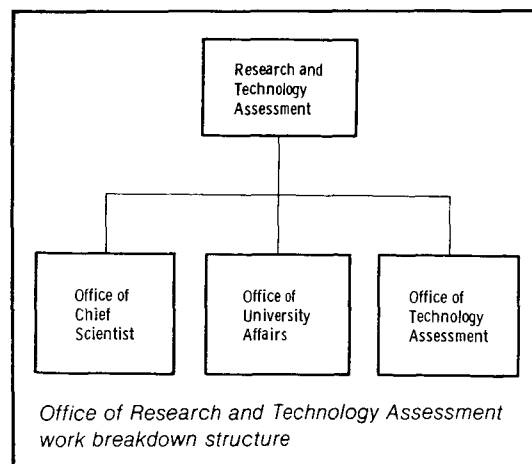 Research and
Technology
Assessment
Office of
Chief
Scientist
Office of
University
Affairs
Office of
Technology
Assessment
Office of Research and Technology Assessment
work breakdown structure